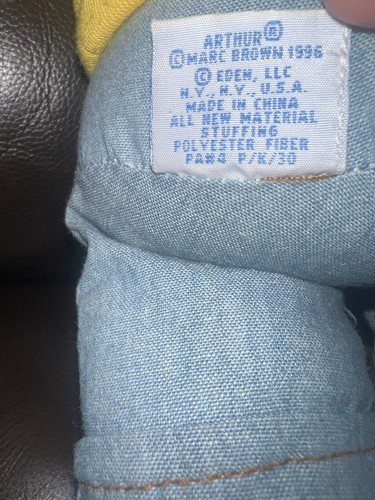 ARTHUR®
©MARC BROWN 1996
© EDEN, LLC
N.Y., N.Y., U.S.A.
MADE IN CHINA
ALL NEW MATERIAL
STUFFING
POLYESTER FIBER
PA#4 P/K/30